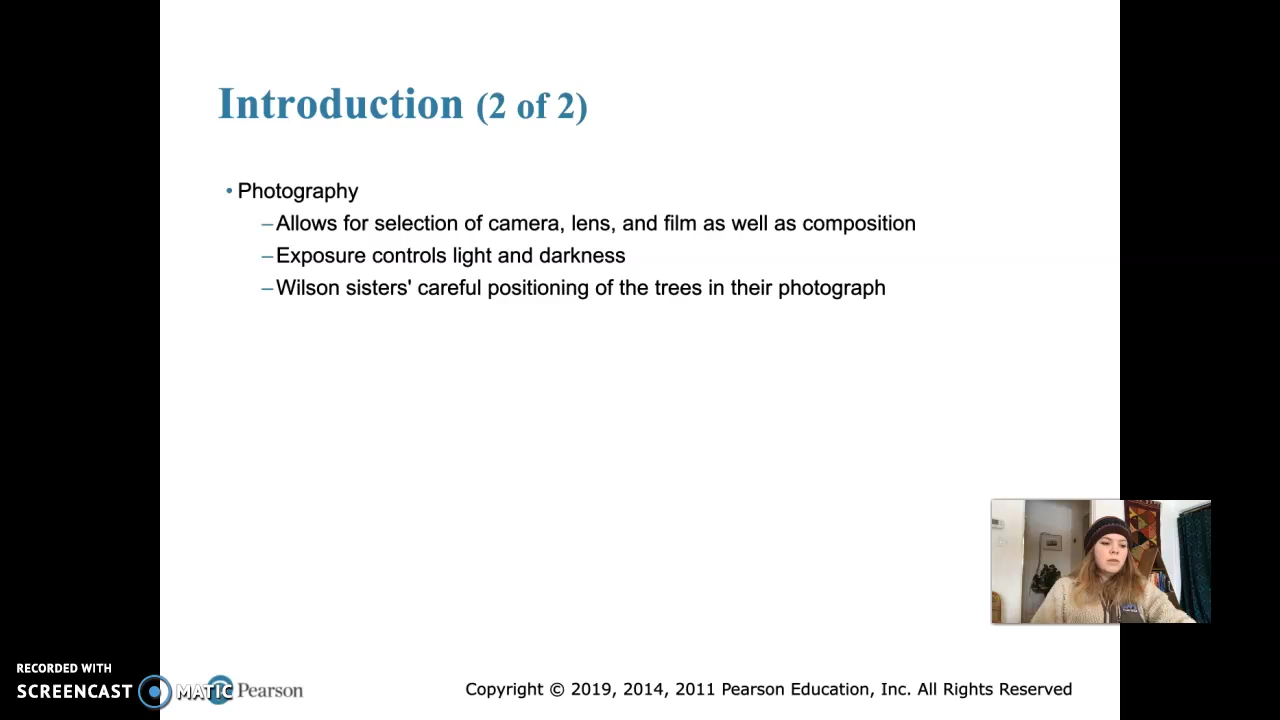 Introduction (2 of 2)
• Photography
–Allows for selection of camera, lens, and film as well as composition
–Exposure controls light and darkness
–Wilson sisters' careful positioning of the trees in their photograph
RECORDED WITH
SCREENCAST MATIC
Pearson
Copyright © 2019, 2014, 2011 Pearson Education, Inc. All Rights Reserved